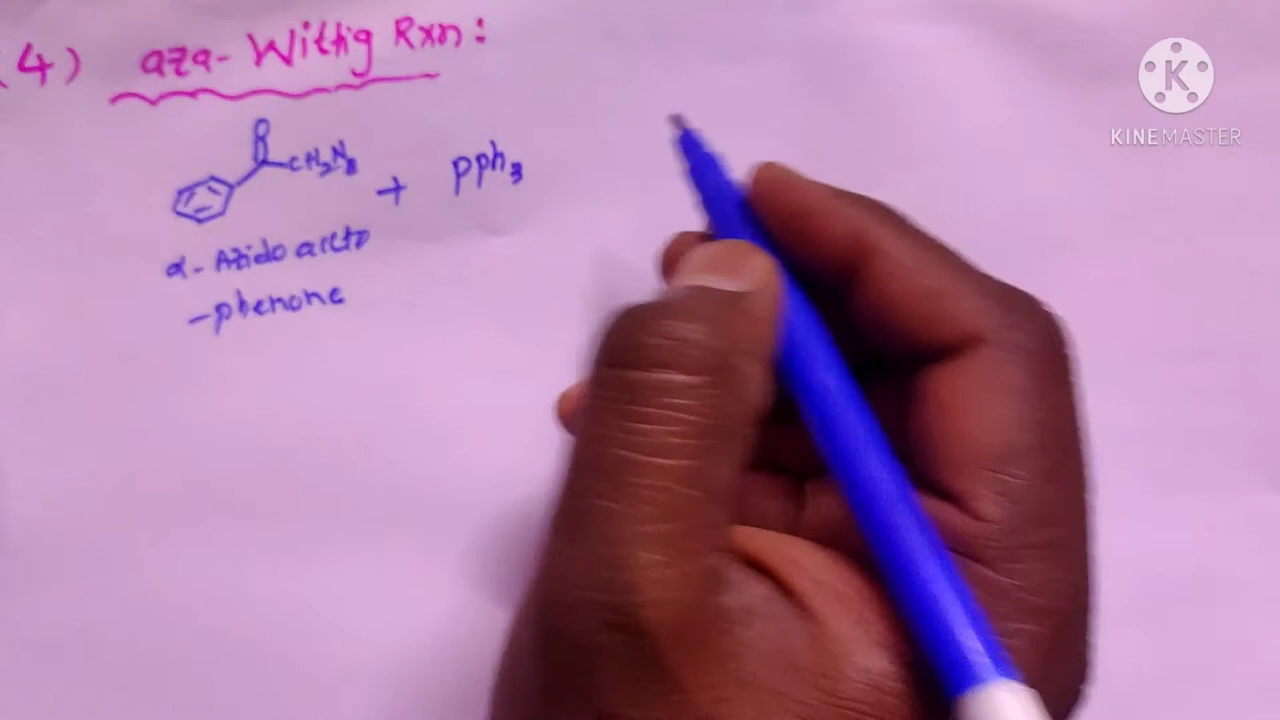 (4) aza-Wittig Rxn:
O
CH₂N₃ + pph₃
α-Azido aceto
-phenone
K
KINEMASTER